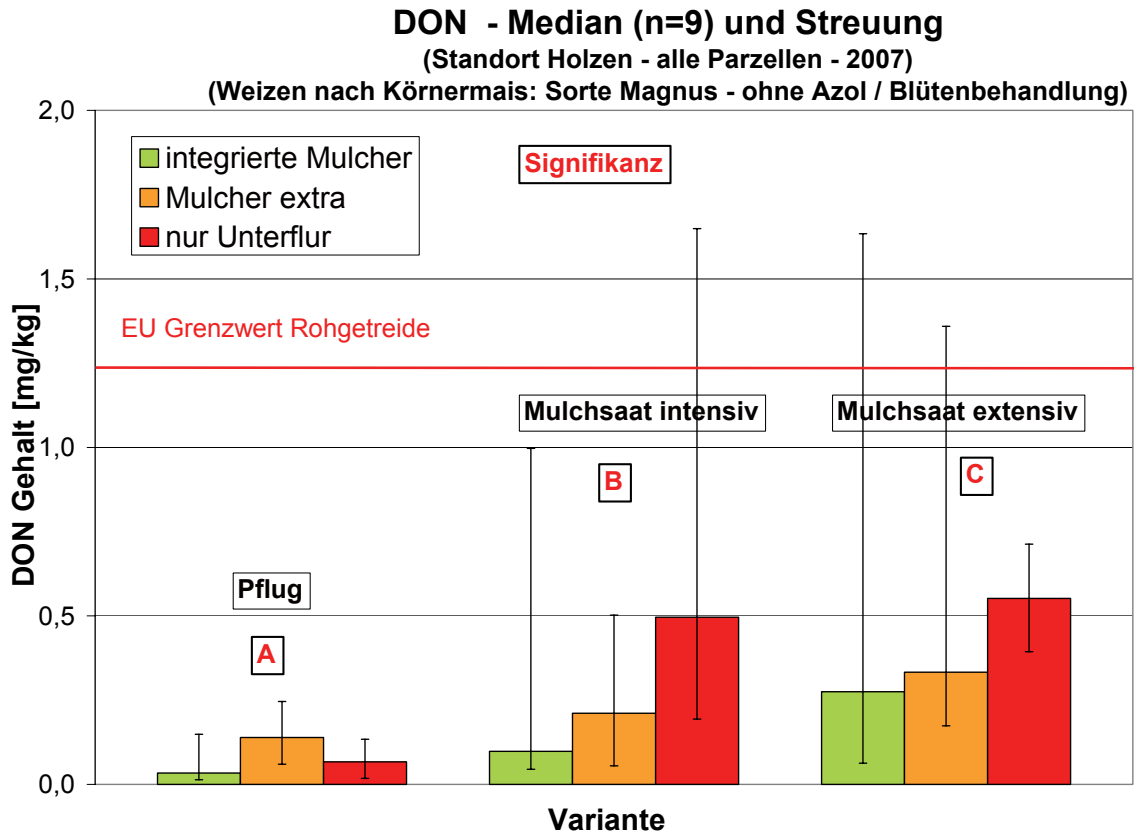 DON - Median (n=9) und Streuung
(Standort Holzen - alle Parzellen - 2007)
(Weizen nach Körnermais: Sorte Magnus - ohne Azol / Blütenbehandlung)
2,0
integrierte Mulcher
Mulcher extra
nur Unterflur
Signifikanz
1,5
EU Grenzwert Rohgetreide
DON Gehalt [mg/kg]
Mulchsaat intensiv
Mulchsaat extensiv
1,0
B
C
Pflug
0,5
A
0,0
Variante